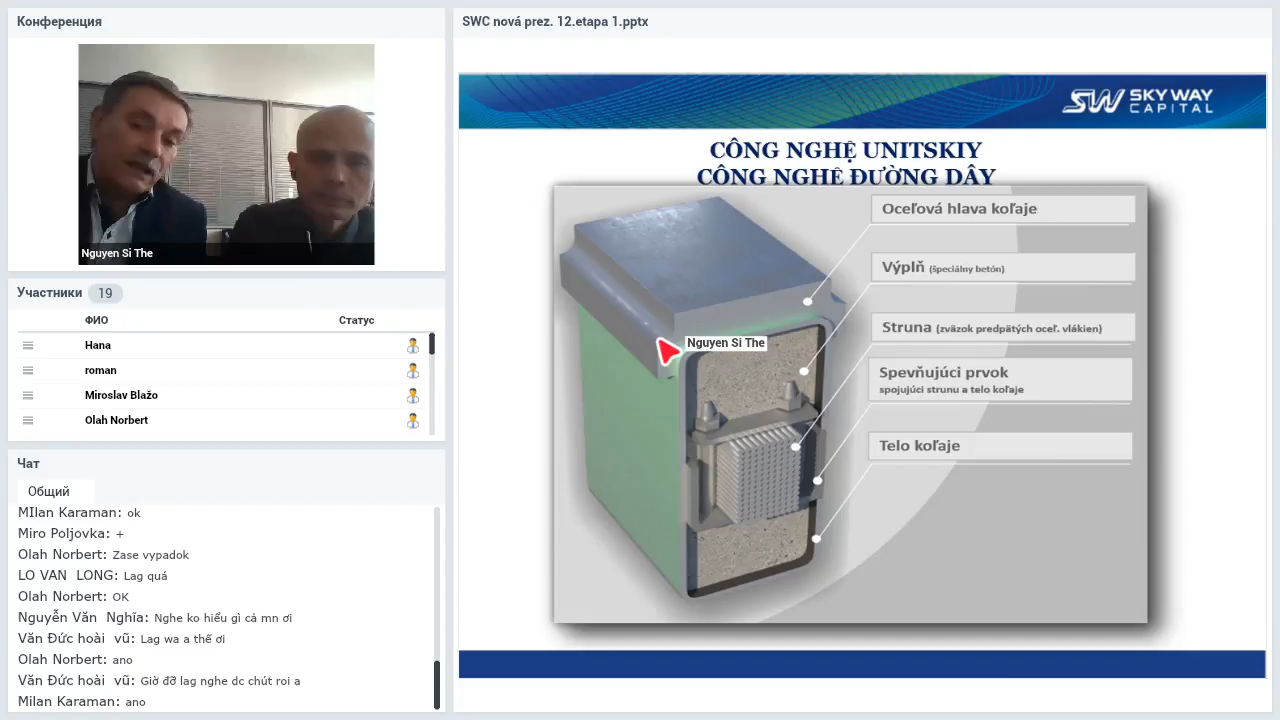 Конференция
Nguyen Si The
Участники 19
ФИО Статус
Hana
roman
Miroslav Blažo
Olah Norbert
Чат
Общий
MIlan Karaman: ok
Miro Poljovka: +
Olah Norbert: Zase vypadok
LO VAN LONG: Lag quá
Olah Norbert: OK
Nguyễn Văn Nghĩa: Nghe ko hiểu gì cả mn ơi
Văn Đức hoài vũ: Lag wa a thế ơi
Olah Norbert: ano
Văn Đức hoài vũ: Giờ đỡ lag nghe dc chút roi a
Milan Karaman: ano
SWC nová prez. 12.etapa 1.pptx
SW SKY WAY
CAPITAL
CÔNG NGHỆ UNITSKIY
CÔNG NGHỆ ĐƯỜNG DÂY
Oceľová hlava koľaje
Výplň (špeciálny betón)
Struna (zväzok predpätých oceľ. vlákien)
Spevňujúci prvok
spojujúci strunu a telo koľaje
Telo koľaje
Nguyen Si The